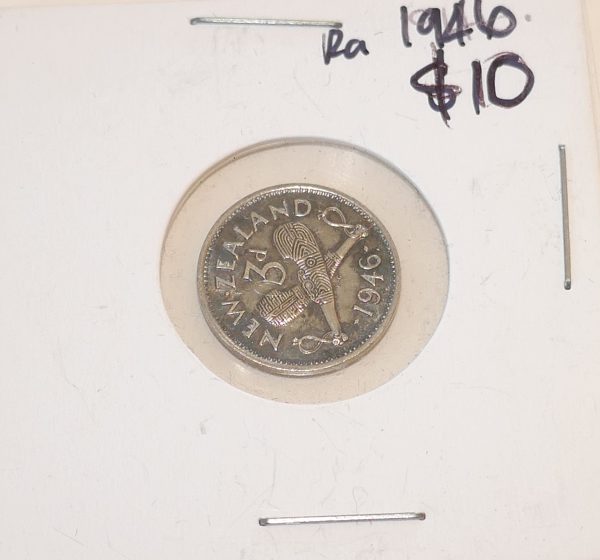 Ra 1946.
$10
NEW·ZEALAND
3d
·1946·